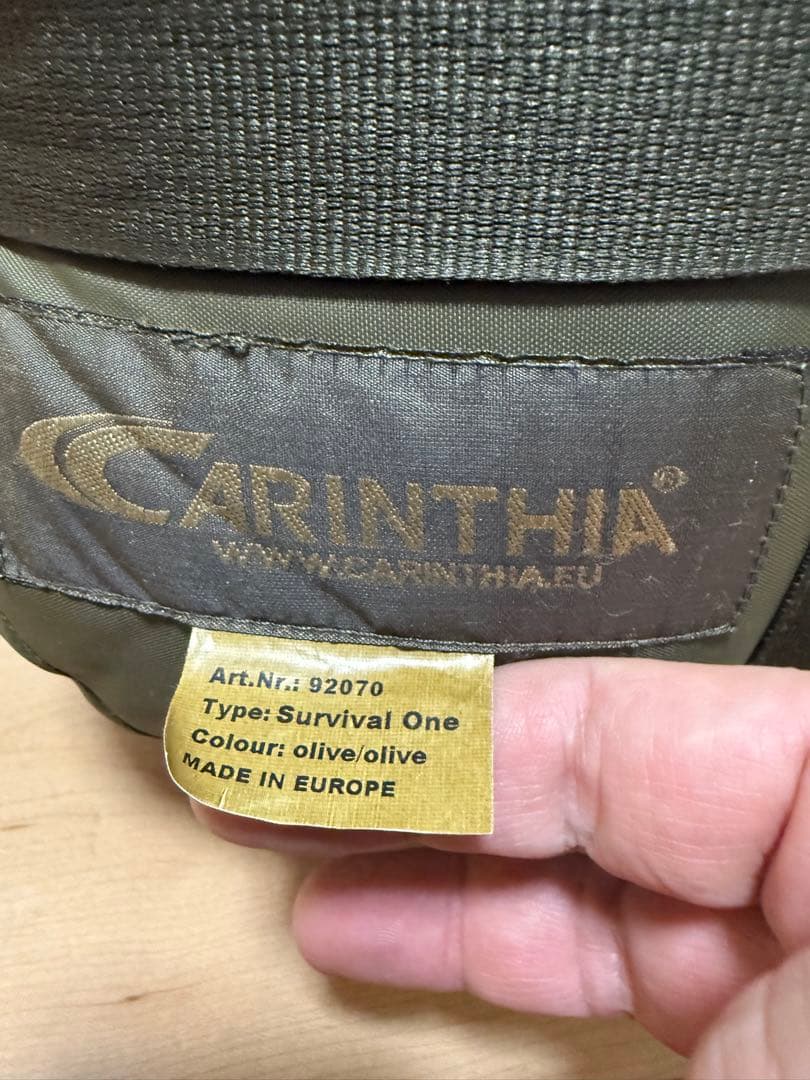 CARINTHIA®
WWW.CARINTHIA.EU
Art.Nr.: 92070
Type: Survival One
Colour: olive/olive
MADE IN EUROPE